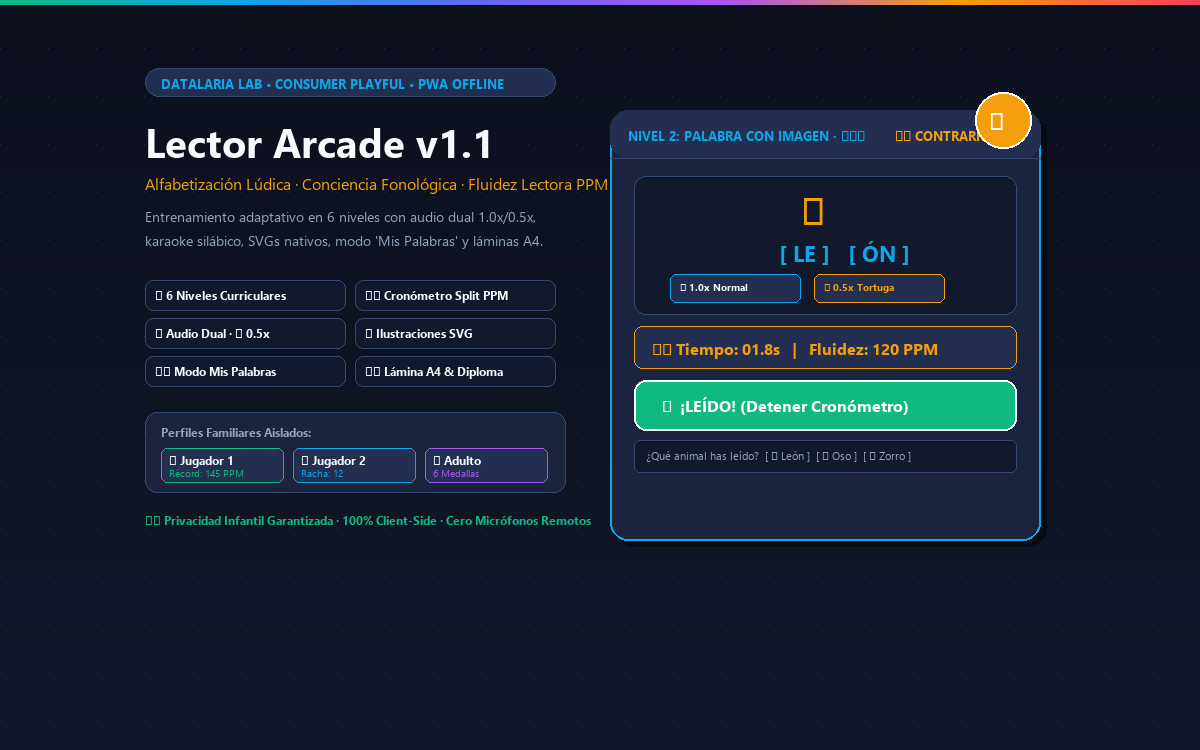 DATALARIA LAB • CONSUMER PLAYFUL • PWA OFFLINE
Lector Arcade v1.1
Alfabetización Lúdica · Conciencia Fonológica · Fluidez Lectora PPM
Entrenamiento adaptativo en 6 niveles con audio dual 1.0x/0.5x,
karaoke silábico, SVGs nativos, modo 'Mis Palabras' y láminas A4.
6 Niveles Curriculares
Cronómetro Split PPM
Audio Dual · 0.5x
Ilustraciones SVG
Modo Mis Palabras
Lámina A4 & Diploma
Perfiles Familiares Aislados:
Jugador 1
Récord: 145 PPM
Jugador 2
Racha: 12
Adulto
6 Medallas
Privacidad Infantil Garantizada · 100% Client-Side · Cero Micrófonos Remotos
NIVEL 2: PALABRA CON IMAGEN ·
[ LE ] [ ÓN ]
1.0x Normal
0.5x Tortuga
Tiempo: 01.8s | Fluidez: 120 PPM
¡LEÍDO! (Detener Cronómetro)
¿Qué animal has leído? [ León ] [ Oso ] [ Zorro ]